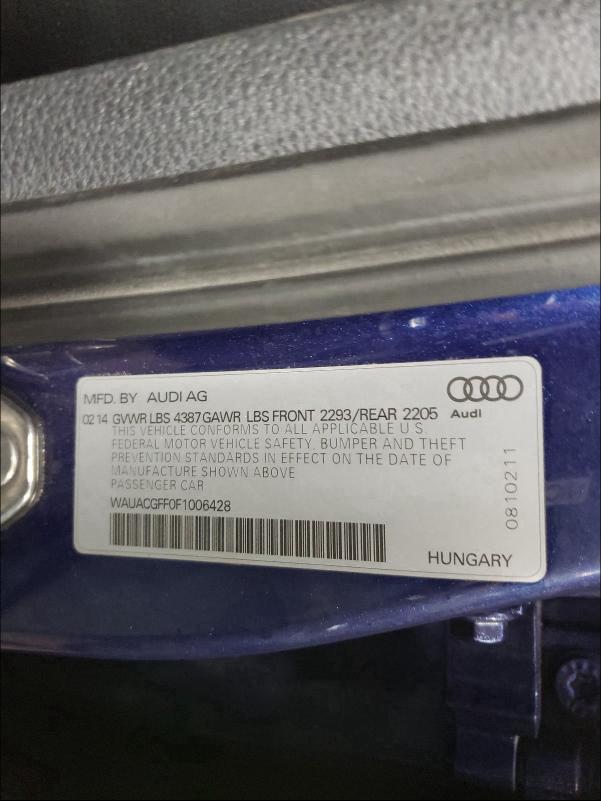 MFD. BY AUDI AG
02 14 GVWR LBS 4387 GAWR LBS FRONT 2293/REAR 2205 Audi
THIS VEHICLE CONFORMS TO ALL APPLICABLE U.S.
FEDERAL MOTOR VEHICLE SAFETY, BUMPER AND THEFT
PREVENTION STANDARDS IN EFFECT ON THE DATE OF
MANUFACTURE SHOWN ABOVE
PASSENGER CAR
WAUACGFF0F1006428
HUNGARY
0810211